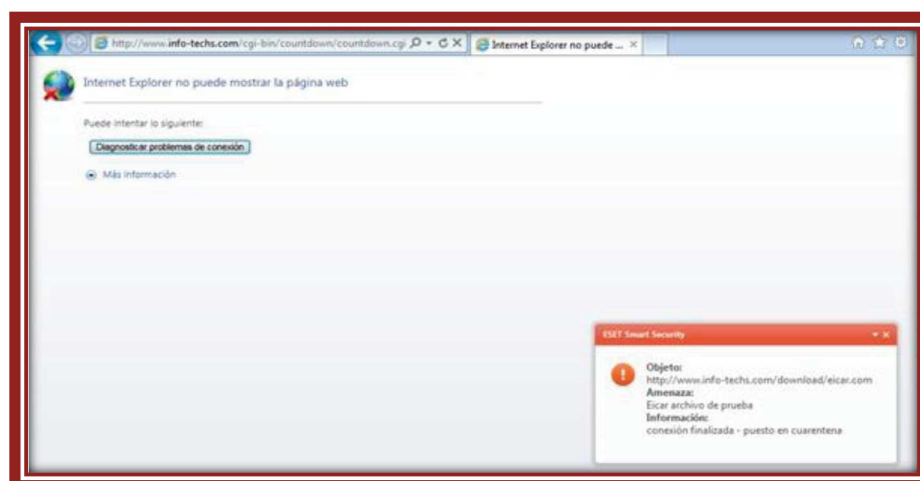 http://www.info-techs.com/cgi-bin/countdown/countdown.cgi
Internet Explorer no puede ...
Internet Explorer no puede mostrar la página web
Puede intentar lo siguiente:
Diagnosticar problemas de conexión
Más información
ESET Smart Security
Objeto:
http://www.info-techs.com/download/eicar.com
Amenaza:
Eicar archivo de prueba
Información:
conexión finalizada - puesto en cuarentena